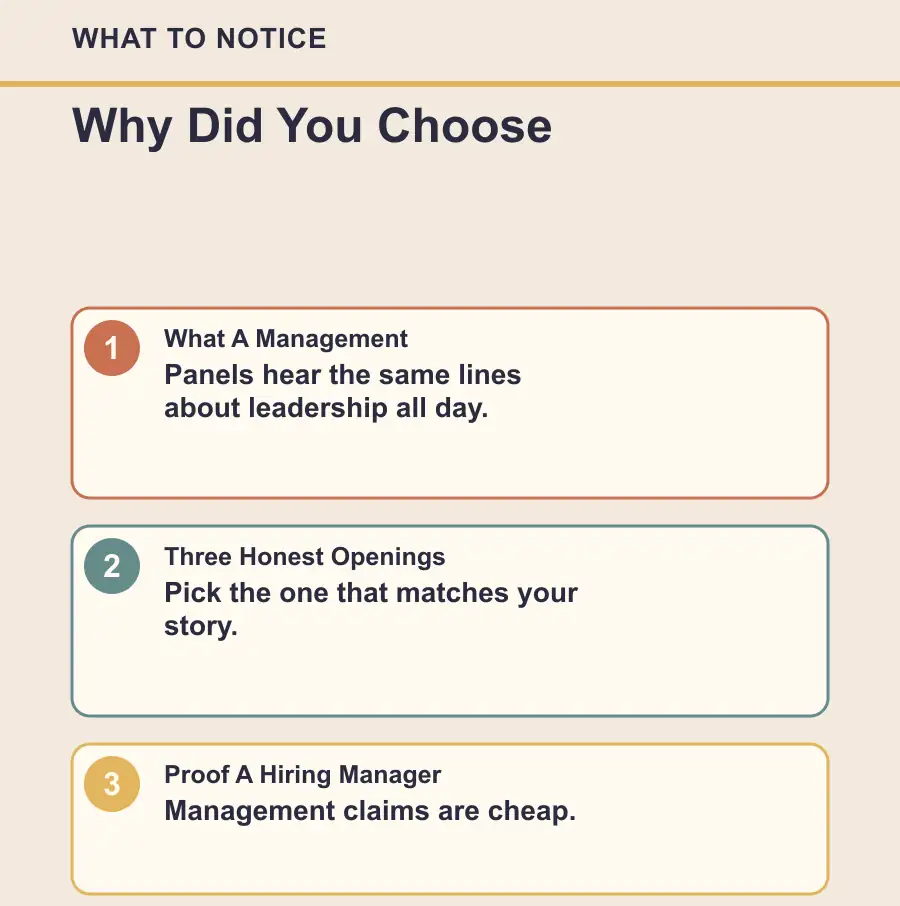 WHAT TO NOTICE
Why Did You Choose
1
What A Management
Panels hear the same lines
about leadership all day.
2
Three Honest Openings
Pick the one that matches your
story.
3
Proof A Hiring Manager
Management claims are cheap.